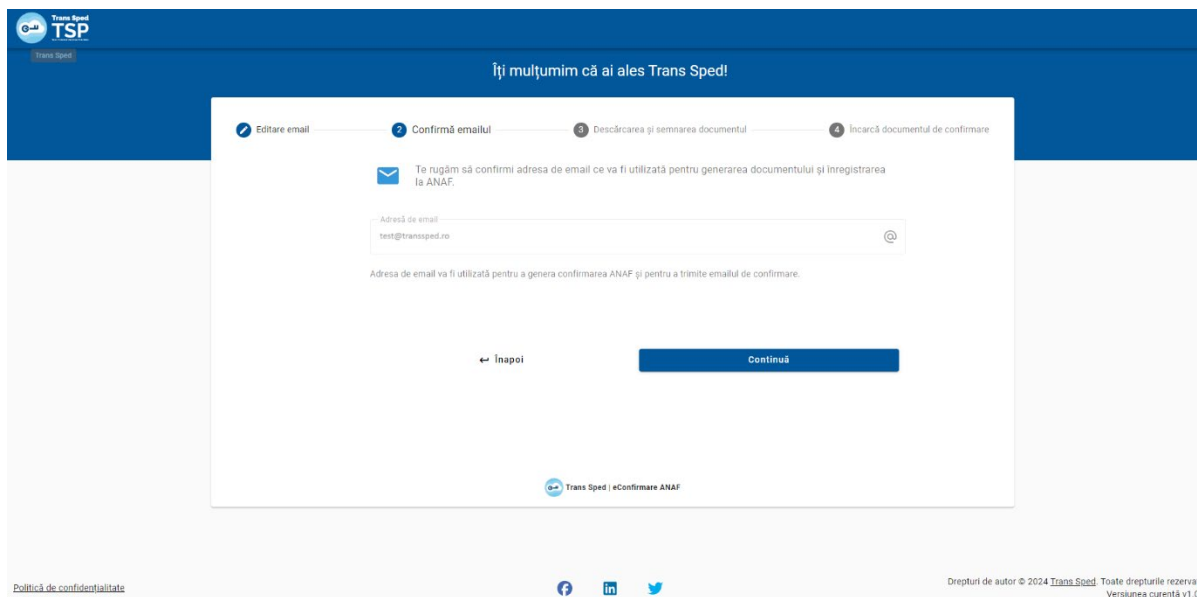 Trans Sped
TSP
Trans Sped
Îți mulțumim că ai ales Trans Sped!
Editare email
2 Confirmă emailul
3 Descărcarea și semnarea documentul
4 Încarcă documentul de confirmare
Te rugăm să confirmi adresa de email ce va fi utilizată pentru generarea documentului și înregistrarea
la ANAF.
Adresă de email
test@transsped.ro
Adresa de email va fi utilizată pentru a genera confirmarea ANAF și pentru a trimite emailul de confirmare.
Înapoi
Continuă
Trans Sped | eConfirmare ANAF
Politică de confidențialitate
Drepturi de autor © 2024 Trans Sped. Toate drepturile rezerva
Versiunea curentă v1.0